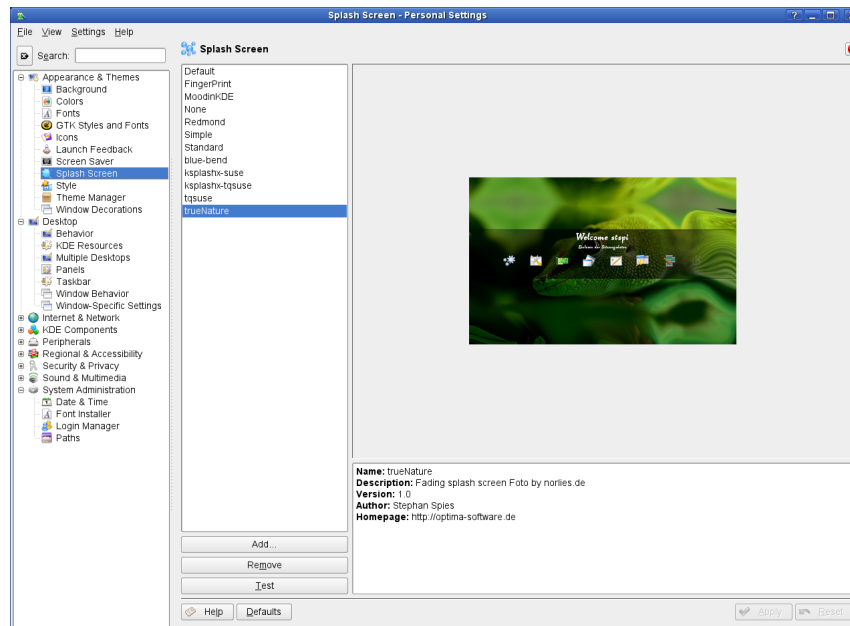 Splash Screen - Personal Settings
File View Settings Help
Search:
Splash Screen
Appearance & Themes
Background
Colors
Fonts
GTK Styles and Fonts
Icons
Launch Feedback
Screen Saver
Splash Screen
Style
Theme Manager
Window Decorations
Desktop
Behavior
KDE Resources
Multiple Desktops
Panels
Taskbar
Window Behavior
Window-Specific Settings
Internet & Network
KDE Components
Peripherals
Regional & Accessibility
Security & Privacy
Sound & Multimedia
System Administration
Date & Time
Font Installer
Login Manager
Paths
Default
FingerPrint
MoodinKDE
None
Redmond
Simple
Standard
blue-bend
ksplashx-suse
ksplashx-tqsuse
tqsuse
trueNature
Add...
Remove
Test
Welcome stspi
Name: trueNature
Description: Fading splash screen Foto by norlies.de
Version: 1.0
Author: Stephan Spies
Homepage: http://optima-software.de
Help Defaults
Apply Reset